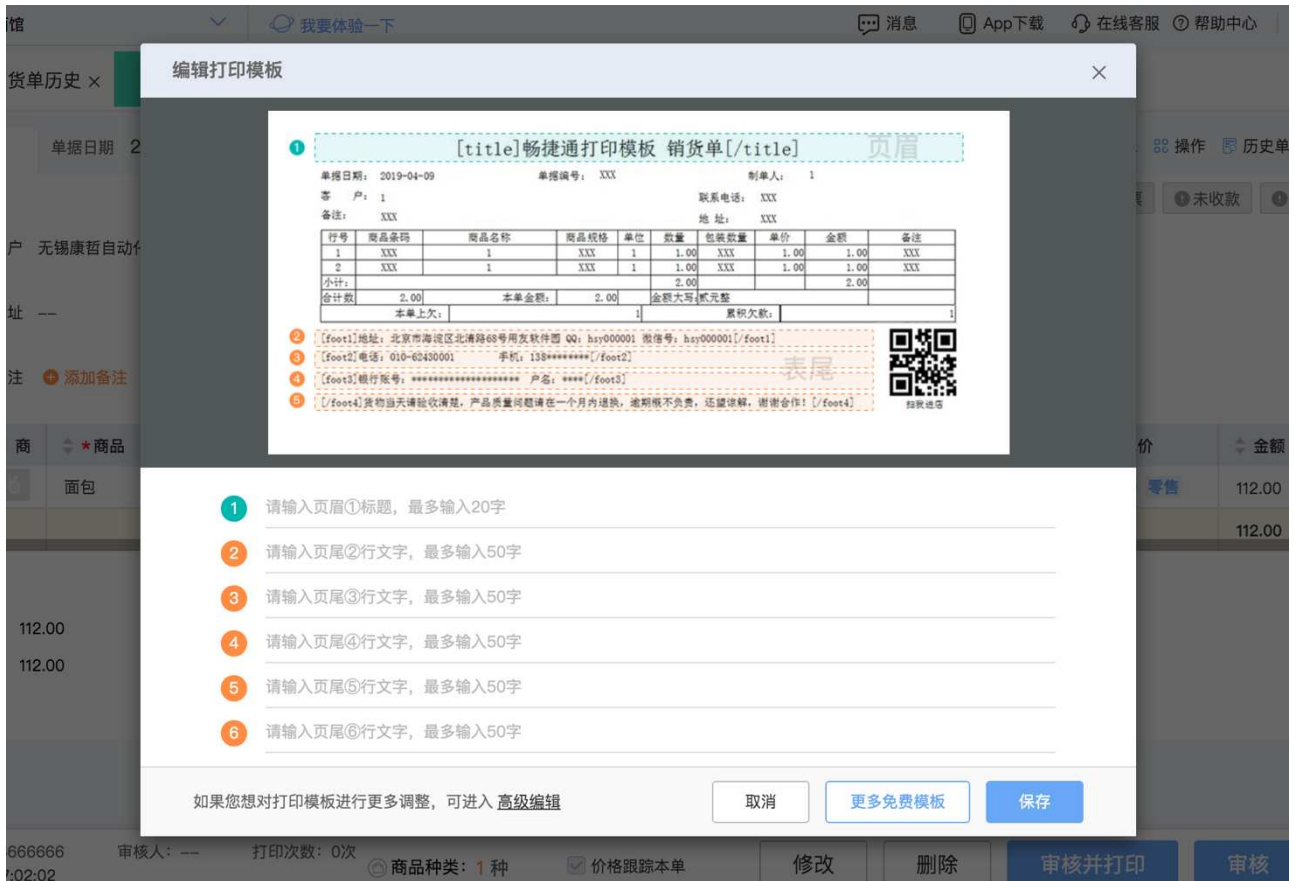 馆 我要体验一下 消息 App下载 在线客服 帮助中心
货单历史 ×
编辑打印模板
单据日期 2
操作 历史单
1 [title]畅捷通打印模板 销货单[/title] 页眉
单据日期: 2019-04-09 单据编号: XXX 制单人: 1
客 户: 1 联系电话: XXX
备注: XXX 地 址: XXX
行号 商品条码 商品名称 商品规格 单位 数量 包装数量 单价 金额 备注
1 XXX 1 XXX 1 1.00 XXX 1.00 1.00 XXX
2 XXX 1 XXX 1 1.00 XXX 1.00 1.00 XXX
小计: 2.00 2.00
合计数 2.00 本单金额: 2.00 金额大写: 贰元整
本单上欠: 1 累积欠款: 1
2 [foot1]地址: 北京市海淀区北清路68号用友软件园 QQ: hsy000001 微信号: hsy000001[/foot1]
3 [foot2]电话: 010-62430001 手机: 138********[/foot2]
表尾
4 [foot3]银行账号: ******************** 户名: ****[/foot3]
5 [/foot4]货物当天请验收清楚, 产品质量问题请在一个月内退换, 逾期恨不负责, 还望谅解, 谢谢合作! [/foot4]
扫我进店
未收款
户 无锡康哲自动化
址 --
注 添加备注
商 *商品 价 金额
面包 零售 112.00
112.00
112.00
112.00
1 请输入页眉①标题，最多输入20字
2 请输入页尾②行文字，最多输入50字
3 请输入页尾③行文字，最多输入50字
4 请输入页尾④行文字，最多输入50字
5 请输入页尾⑤行文字，最多输入50字
6 请输入页尾⑥行文字，最多输入50字
如果您想对打印模板进行更多调整，可进入 高级编辑 取消 更多免费模板 保存
666666 审核人: -- 打印次数: 0次
:02:02
商品种类: 1 种 价格跟踪本单 修改 删除 审核并打印 审核